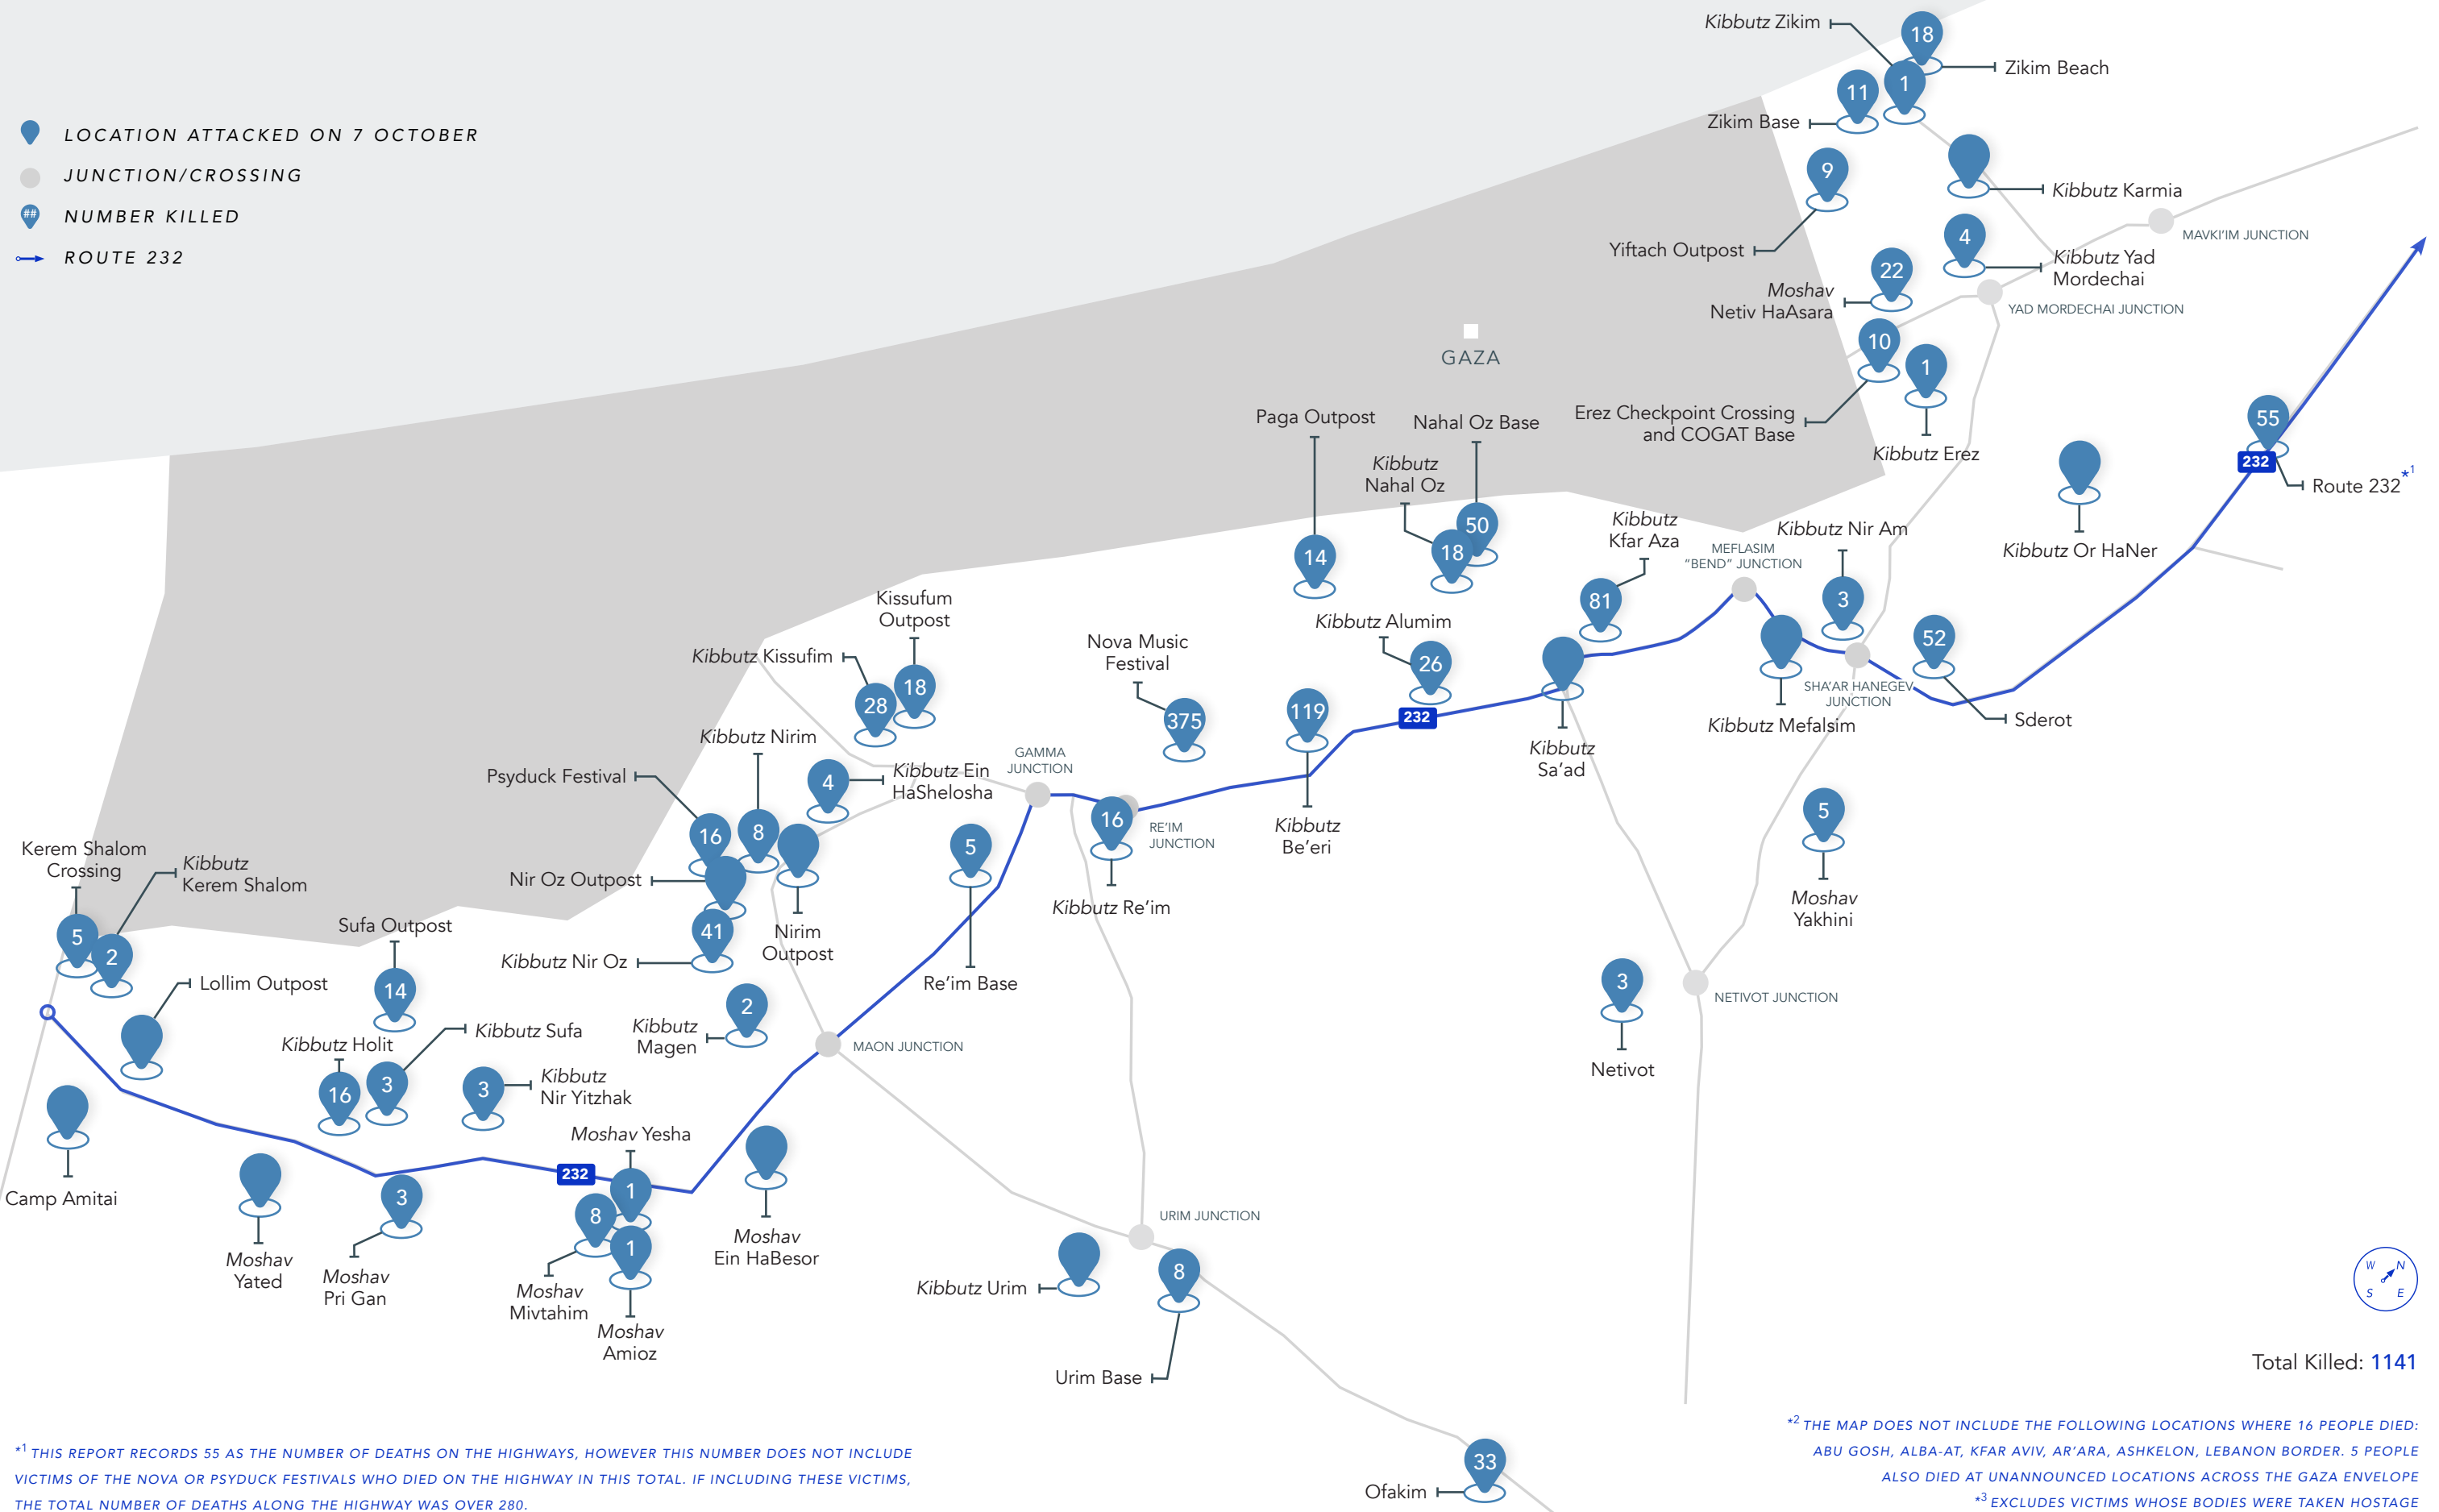 LOCATION ATTACKED ON 7 OCTOBER
JUNCTION/CROSSING
##
NUMBER KILLED
ROUTE 232
Kibbutz Zikim
18
Zikim Beach
11
1
Zikim Base
9
Kibbutz Karmia
MAVKI'IM JUNCTION
Yiftach Outpost
4
Kibbutz Yad
Mordechai
22
Moshav
Netiv HaAsara
YAD MORDECHAI JUNCTION
GAZA
10
1
Erez Checkpoint Crossing
and COGAT Base
Kibbutz Erez
55
232
Route 232*1
Kibbutz Or HaNer
Paga Outpost
Nahal Oz Base
Kibbutz
Nahal Oz
14
50
18
Kibbutz
Kfar Aza
81
MEFLASIM
“BEND” JUNCTION
Kibbutz Nir Am
3
52
SHA’AR HANEGEV
JUNCTION
Kibbutz Mefalsim
Sderot
Kibbutz Alumim
26
232
Kibbutz
Sa’ad
Kissufum
Outpost
Kibbutz Kissufim
18
28
Nova Music
Festival
375
119
Kibbutz
Be’eri
Kibbutz Nirim
Psyduck Festival
4
Kibbutz Ein
HaShelosha
GAMMA
JUNCTION
16
8
5
16
RE’IM
JUNCTION
Kibbutz Re’im
5
Moshav
Yakhini
Nir Oz Outpost
41
Nirim
Outpost
Kibbutz Nir Oz
Re’im Base
Kerem Shalom
Crossing
Kibbutz
Kerem Shalom
5
2
Lollim Outpost
Sufa Outpost
14
Kibbutz Holit
16
3
Kibbutz Sufa
3
Kibbutz
Nir Yitzhak
2
Kibbutz
Magen
MAON JUNCTION
3
Netivot
NETIVOT JUNCTION
Camp Amitai
Moshav
Yated
3
Moshav
Pri Gan
Moshav Yesha
232
1
8
1
Moshav
Mivtahim
Moshav
Amioz
Moshav
Ein HaBesor
URIM JUNCTION
Kibbutz Urim
8
Urim Base
33
Ofakim
W N
S E
Total Killed: 1141
*1 THIS REPORT RECORDS 55 AS THE NUMBER OF DEATHS ON THE HIGHWAYS, HOWEVER THIS NUMBER DOES NOT INCLUDE
VICTIMS OF THE NOVA OR PSYDUCK FESTIVALS WHO DIED ON THE HIGHWAY IN THIS TOTAL. IF INCLUDING THESE VICTIMS,
THE TOTAL NUMBER OF DEATHS ALONG THE HIGHWAY WAS OVER 280.
*2 THE MAP DOES NOT INCLUDE THE FOLLOWING LOCATIONS WHERE 16 PEOPLE DIED:
ABU GOSH, ALBA-AT, KFAR AVIV, AR’ARA, ASHKELON, LEBANON BORDER. 5 PEOPLE
ALSO DIED AT UNANNOUNCED LOCATIONS ACROSS THE GAZA ENVELOPE
*3 EXCLUDES VICTIMS WHOSE BODIES WERE TAKEN HOSTAGE